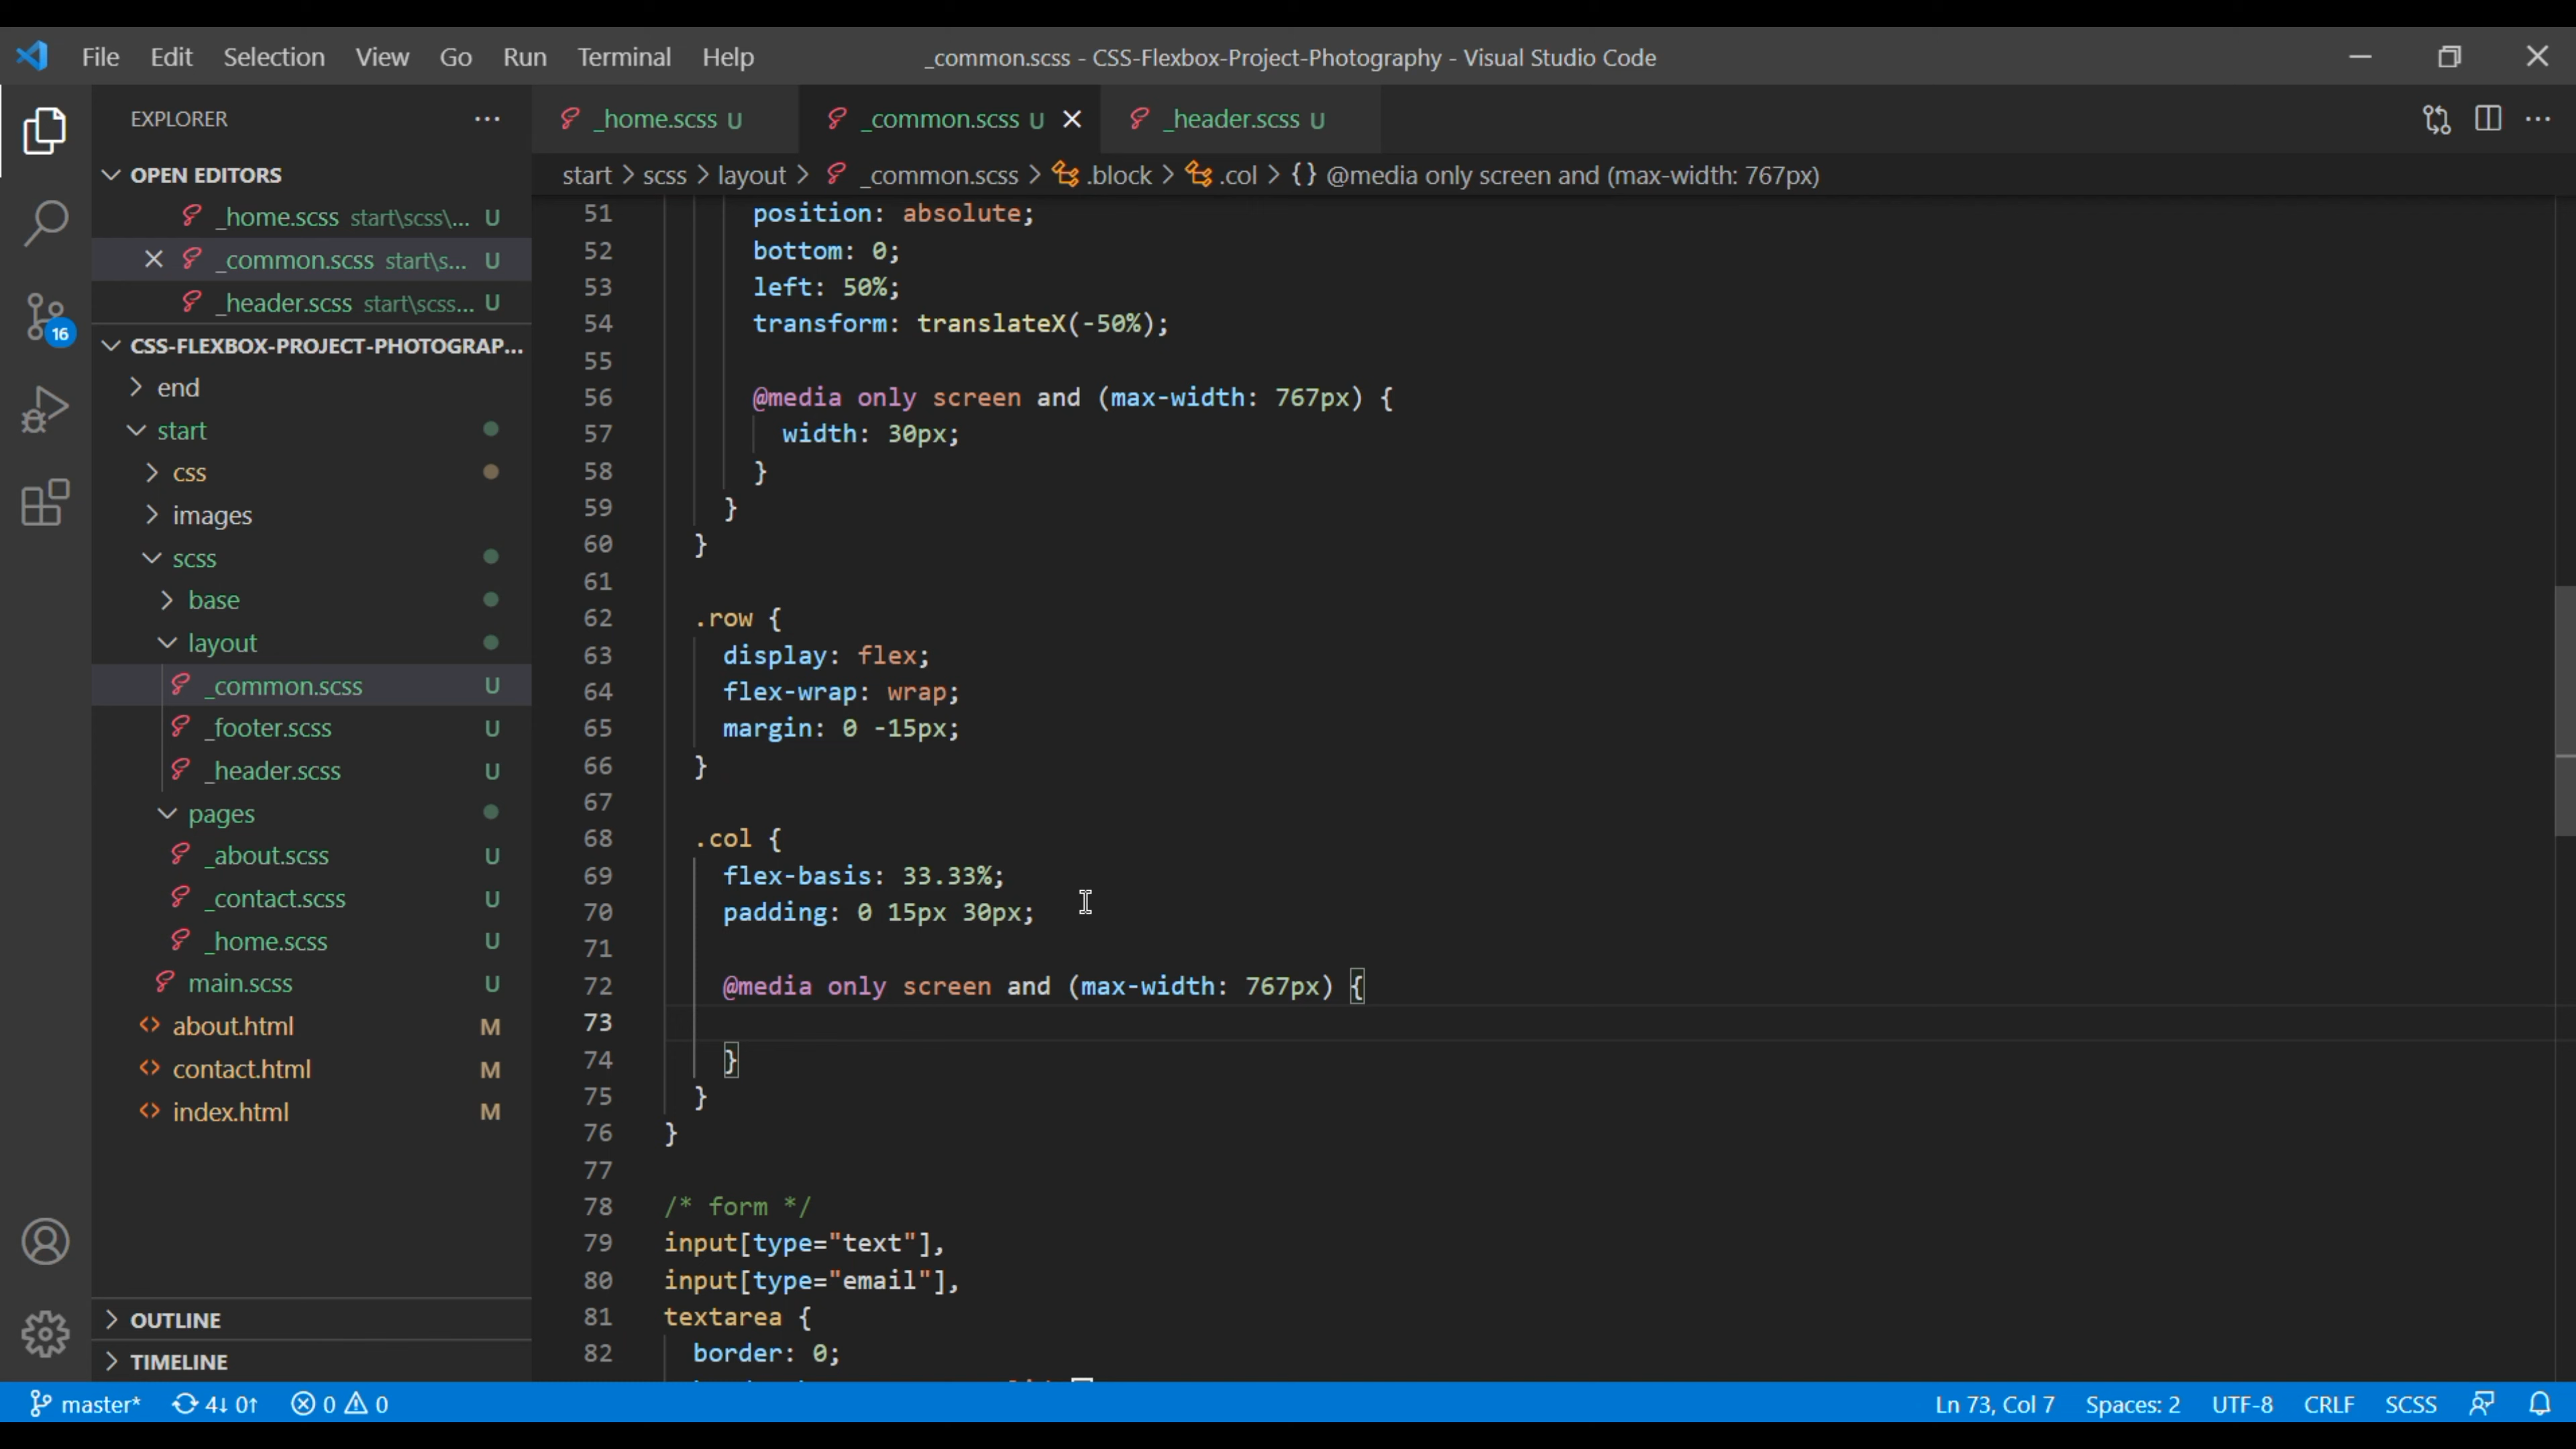 File Edit Selection View Go Run Terminal Help _common.scss - CSS-Flexbox-Project-Photography - Visual Studio Code
EXPLORER ···
OPEN EDITORS
_home.scss start\scss\... U
_common.scss start\s... U
_header.scss start\scss... U
16
CSS-FLEXBOX-PROJECT-PHOTOGRAP...
end
start
css
images
scss
base
layout
_common.scss U
_footer.scss U
_header.scss U
pages
_about.scss U
_contact.scss U
_home.scss U
main.scss U
about.html M
contact.html M
index.html M
OUTLINE
TIMELINE
_home.scss U _common.scss U _header.scss U
start > scss > layout > _common.scss > .block > .col > {} @media only screen and (max-width: 767px)
51 position: absolute;
52 bottom: 0;
53 left: 50%;
54 transform: translateX(-50%);
55
56 @media only screen and (max-width: 767px) {
57 width: 30px;
58 }
59 }
60 }
61
62 .row {
63 display: flex;
64 flex-wrap: wrap;
65 margin: 0 -15px;
66 }
67
68 .col {
69 flex-basis: 33.33%;
70 padding: 0 15px 30px;
71
72 @media only screen and (max-width: 767px) {
73
74 }
75 }
76 }
77
78 /* form */
79 input[type="text"],
80 input[type="email"],
81 textarea {
82 border: 0;
master* 4↓ 0↑ 0 0 Ln 73, Col 7 Spaces: 2 UTF-8 CRLF SCSS